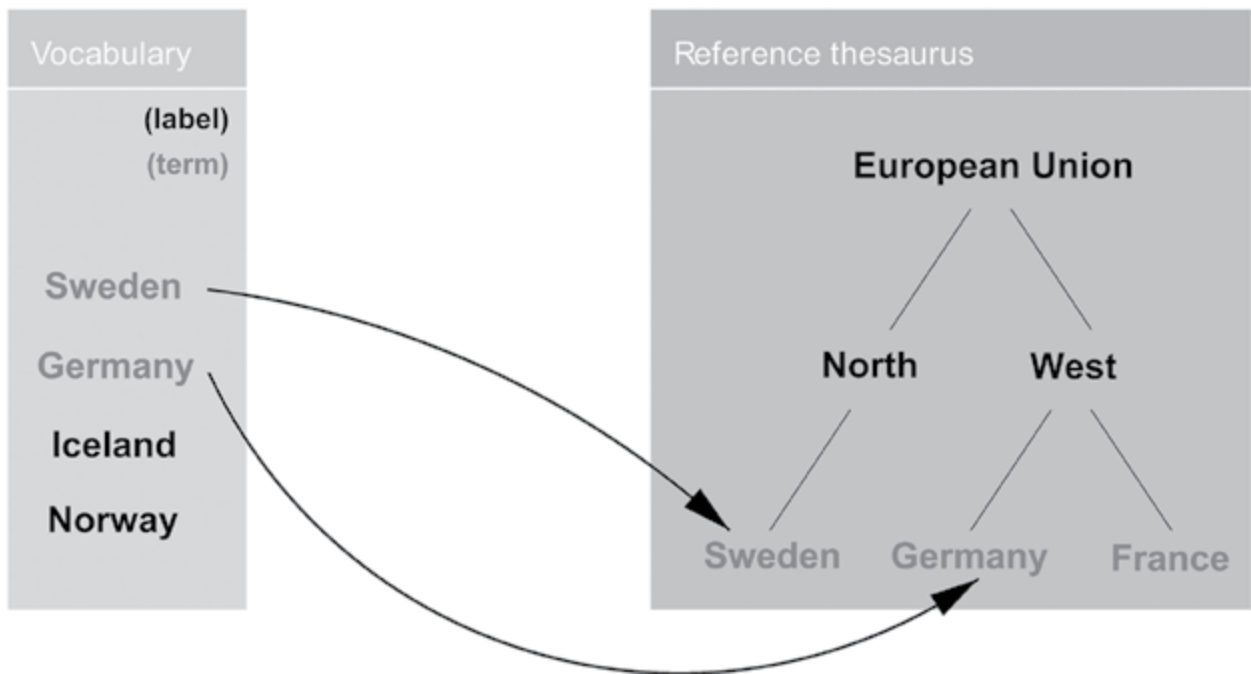 Vocabulary
(label)
(term)
Sweden
Germany
Iceland
Norway
Reference thesaurus
European Union
North West
Sweden Germany France